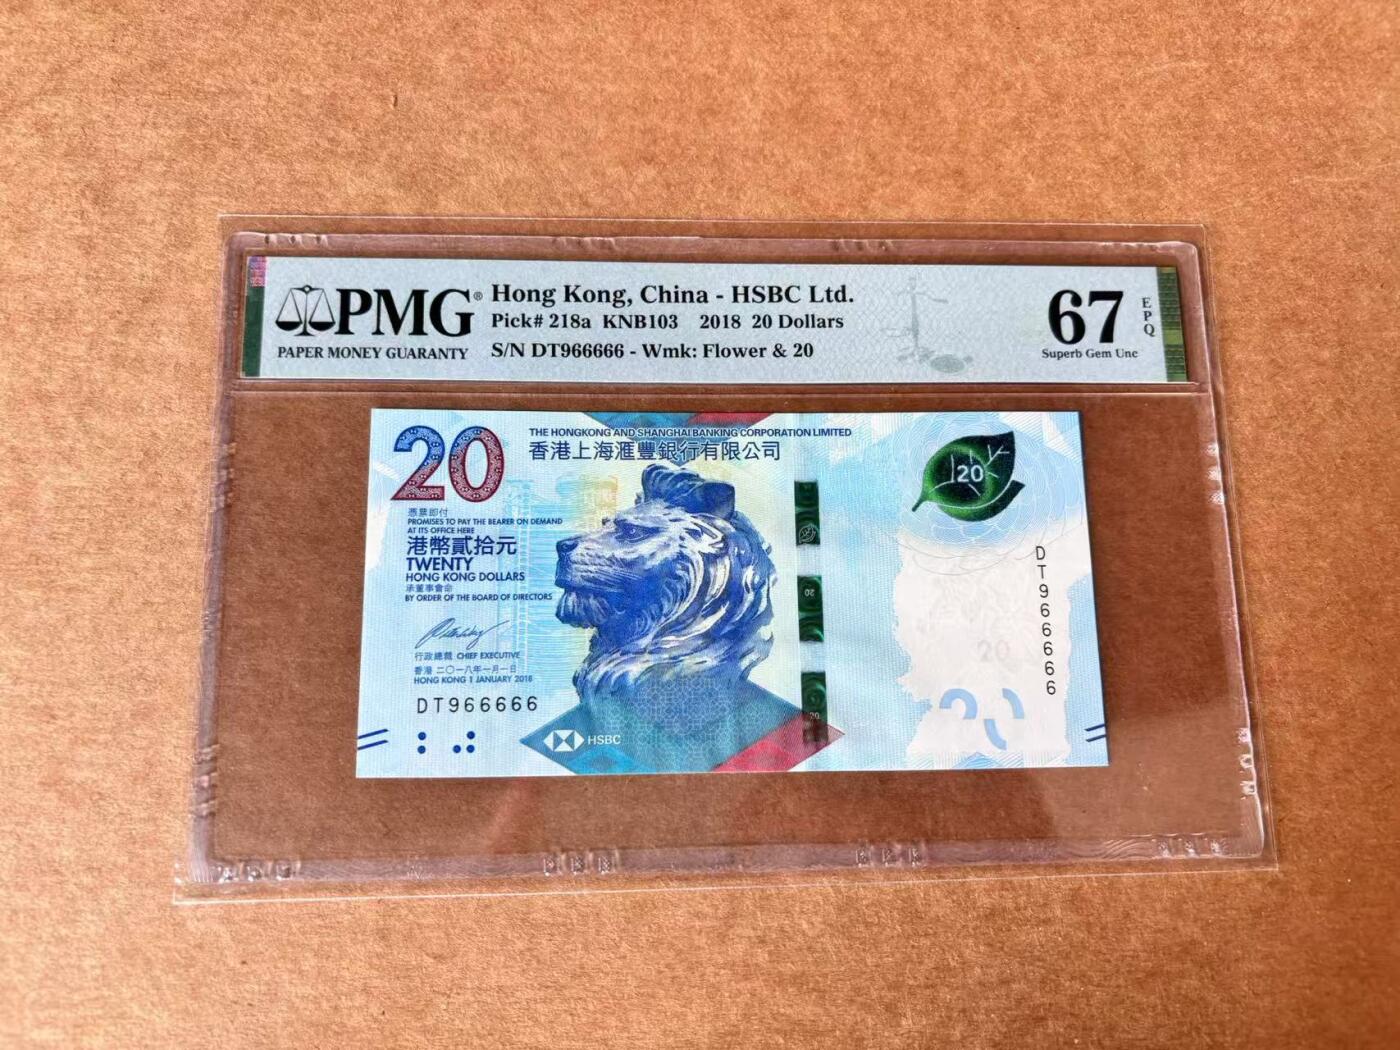 PMG®
PAPER MONEY GUARANTY
Hong Kong, China - HSBC Ltd.
Pick# 218a KNB103 2018 20 Dollars
S/N DT966666 - Wmk: Flower & 20
67
EPQ
Superb Gem Unc
20
THE HONGKONG AND SHANGHAI BANKING CORPORATION LIMITED
香港上海滙豐銀行有限公司
憑票即付
PROMISES TO PAY THE BEARER ON DEMAND
AT ITS OFFICE HERE
港幣貳拾元
TWENTY
HONG KONG DOLLARS
承董事會命
BY ORDER OF THE BOARD OF DIRECTORS
行政總裁 CHIEF EXECUTIVE
香港 二〇一八年一月一日
HONG KONG 1 JANUARY 2018
DT966666
HSBC
20
20
20
DT966666
20
20